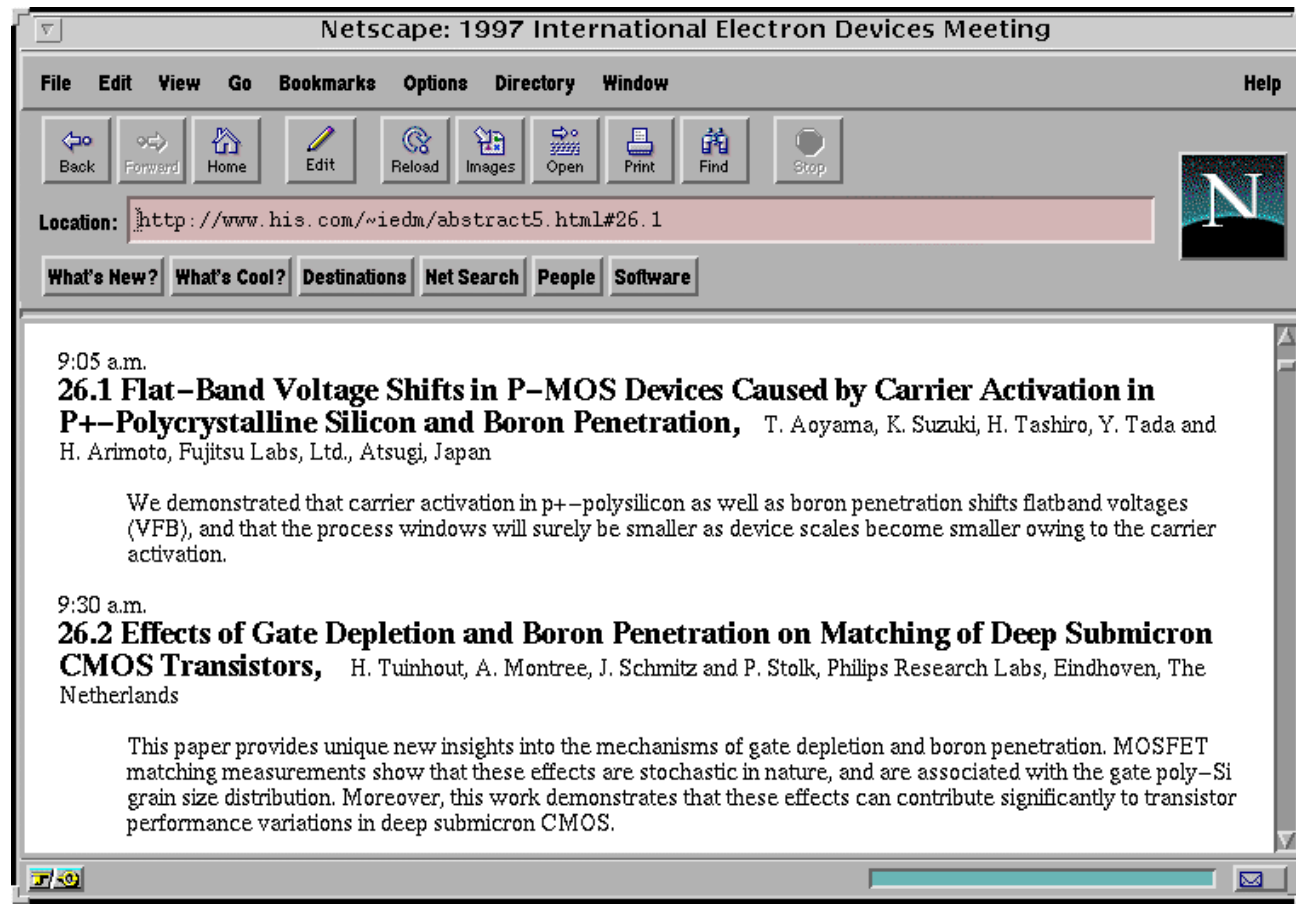 Netscape: 1997 International Electron Devices Meeting
File Edit View Go Bookmarks Options Directory Window Help
Back Forward Home Edit Reload Images Open Print Find Stop
N
Location: http://www.his.com/~iedm/abstract5.html#26.1
What's New? What's Cool? Destinations Net Search People Software
9:05 a.m.
26.1 Flat–Band Voltage Shifts in P–MOS Devices Caused by Carrier Activation in
P+–Polycrystalline Silicon and Boron Penetration, T. Aoyama, K. Suzuki, H. Tashiro, Y. Tada and
H. Arimoto, Fujitsu Labs, Ltd., Atsugi, Japan
We demonstrated that carrier activation in p+–polysilicon as well as boron penetration shifts flatband voltages
(VFB), and that the process windows will surely be smaller as device scales become smaller owing to the carrier
activation.
9:30 a.m.
26.2 Effects of Gate Depletion and Boron Penetration on Matching of Deep Submicron
CMOS Transistors, H. Tuinhout, A. Montree, J. Schmitz and P. Stolk, Philips Research Labs, Eindhoven, The
Netherlands
This paper provides unique new insights into the mechanisms of gate depletion and boron penetration. MOSFET
matching measurements show that these effects are stochastic in nature, and are associated with the gate poly–Si
grain size distribution. Moreover, this work demonstrates that these effects can contribute significantly to transistor
performance variations in deep submicron CMOS.